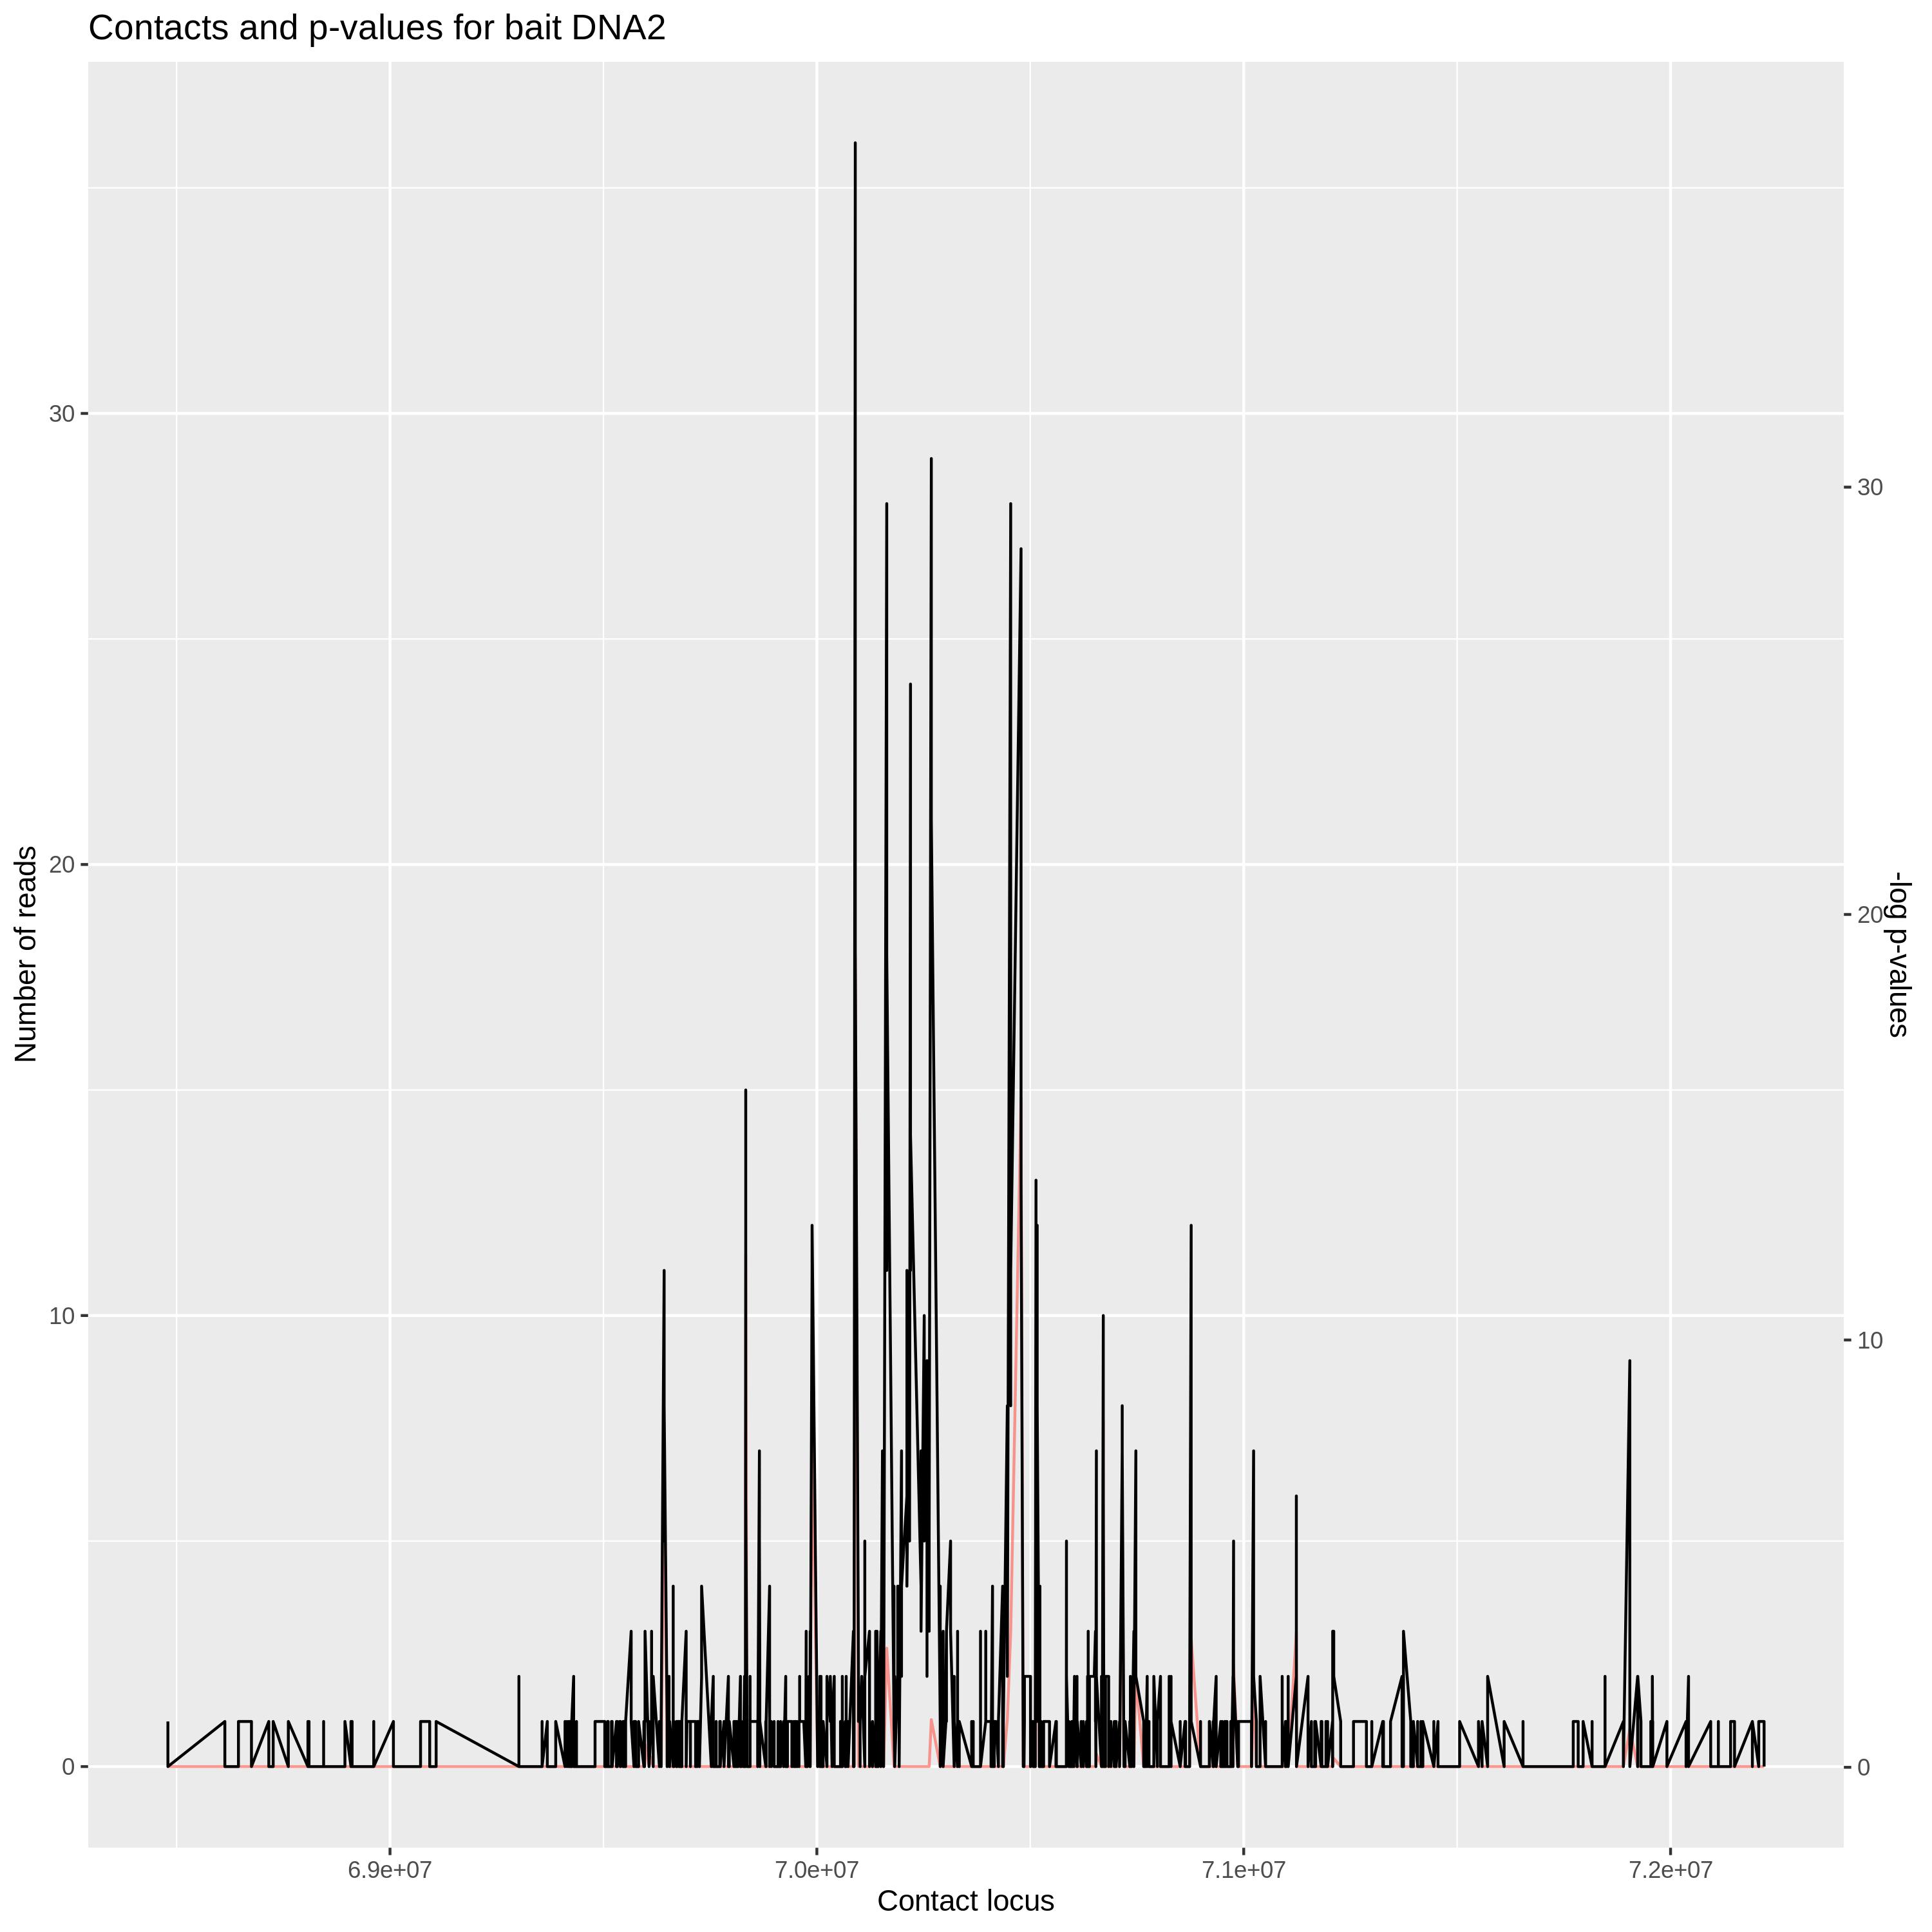 Contacts and p-values for bait DNA2
30
20
10
0
Number of reads
30
20
10
0
-log p-values
6.9e+07 7.0e+07 7.1e+07 7.2e+07
Contact locus